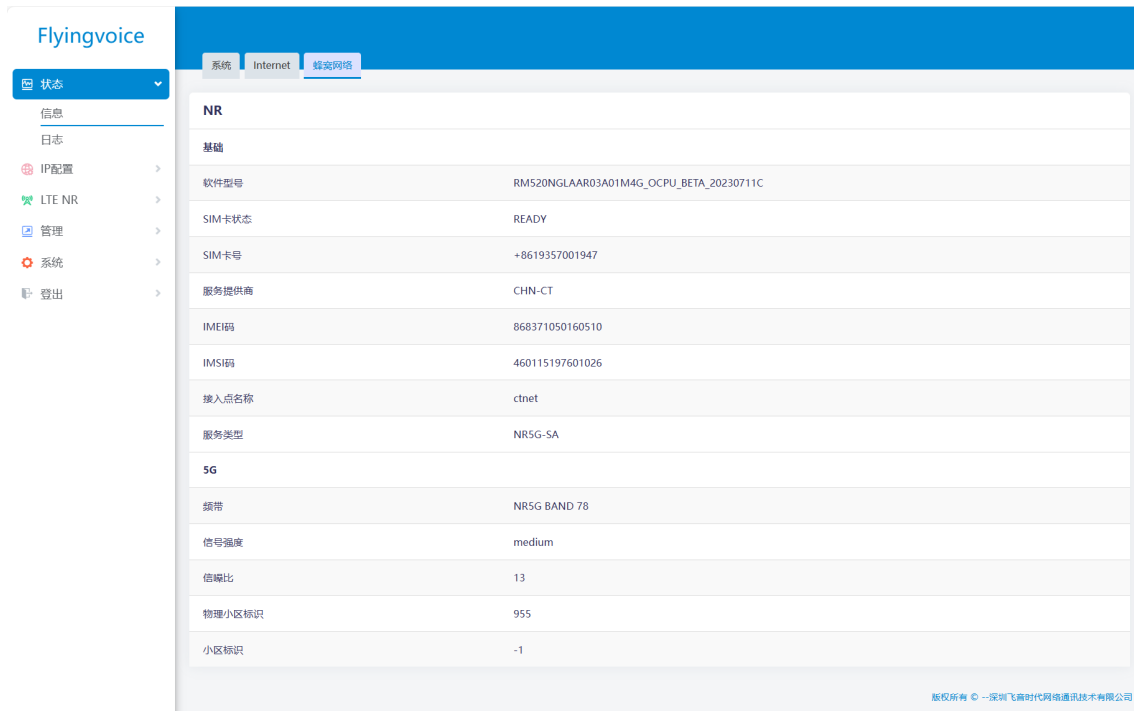 Flyingvoice
系统 Internet 蜂窝网络
状态
信息
日志
IP配置
LTE NR
管理
系统
登出
NR
基础
软件型号 RM520NGLAAR03A01M4G_OCPU_BETA_20230711C
SIM卡状态 READY
SIM卡号 +8619357001947
服务提供商 CHN-CT
IMEI码 868371050160510
IMSI码 460115197601026
接入点名称 ctnet
服务类型 NR5G-SA
5G
频带 NR5G BAND 78
信号强度 medium
信噪比 13
物理小区标识 955
小区标识 -1
版权所有 © --深圳飞音时代网络通讯技术有限公司